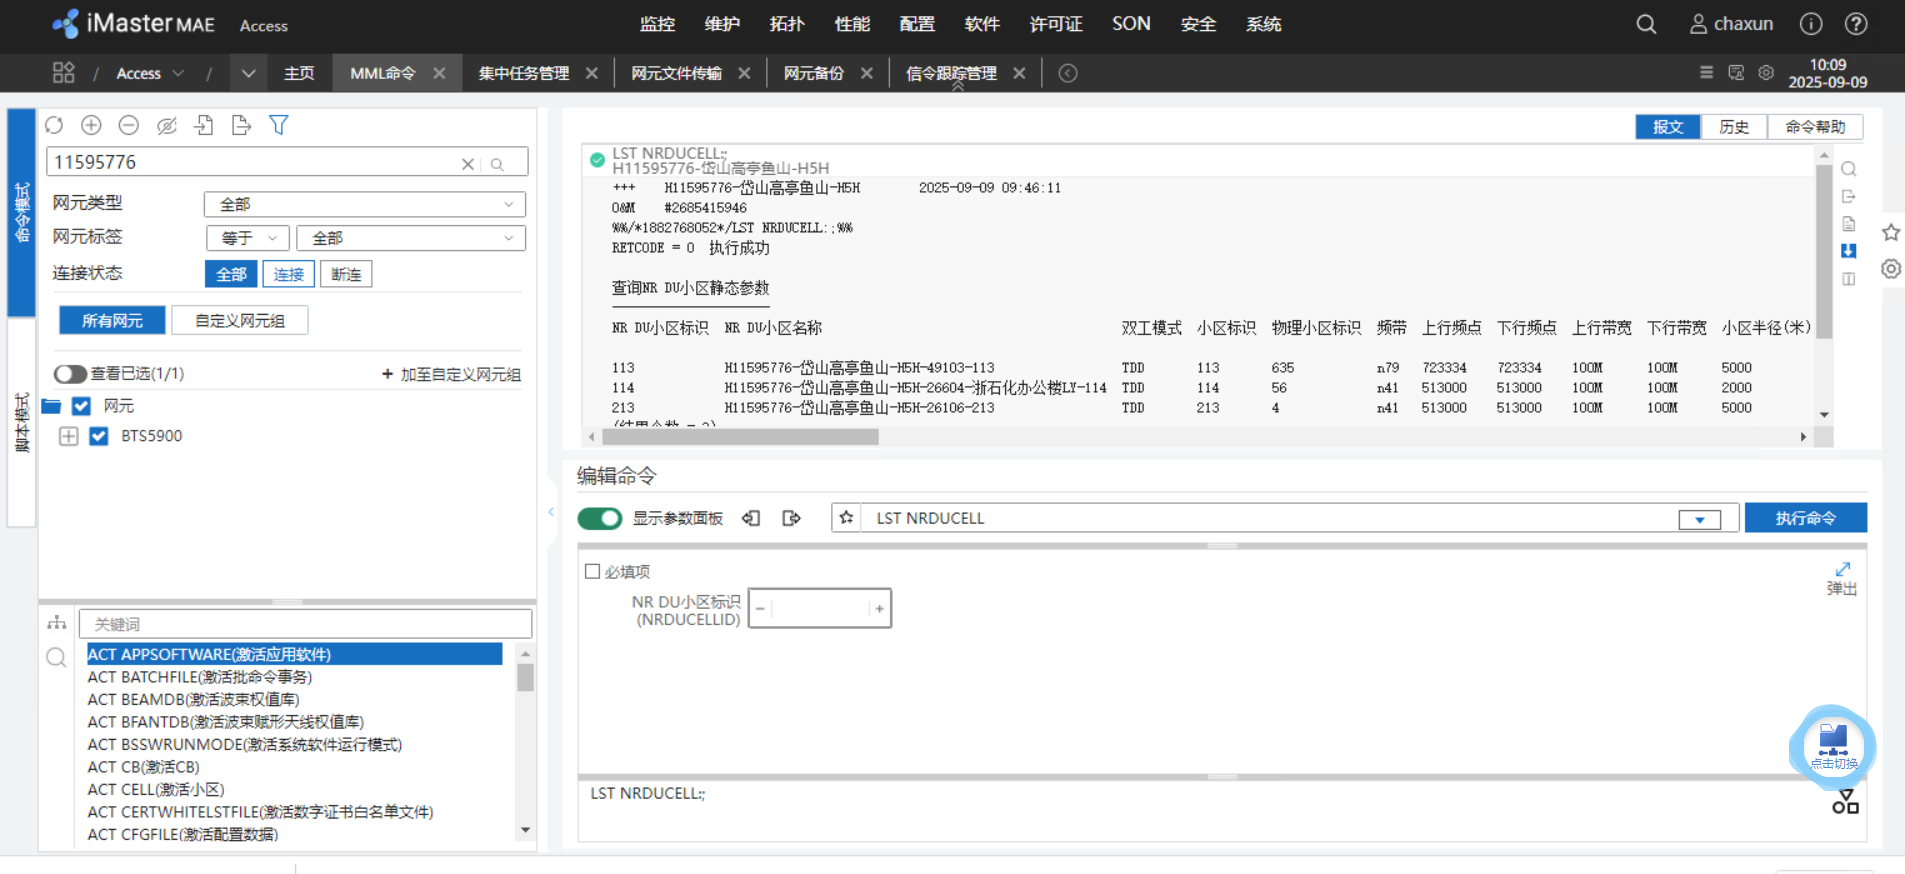 iMaster MAE Access 监控 维护 拓扑 性能 配置 软件 许可证 SON 安全 系统 chaxun
/ Access / 主页 MML命令 集中任务管理 网元文件传输 网元备份 信令跟踪管理 10:09
2025-09-09
命令模式
脚本模式
11595776
网元类型 全部
网元标签 等于 全部
连接状态 全部 连接 断连
所有网元 自定义网元组
查看已选(1/1) + 加至自定义网元组
网元
BTS5900
关键词
ACT APPSOFTWARE(激活应用软件)
ACT BATCHFILE(激活批命令事务)
ACT BEAMDB(激活波束权值库)
ACT BFANTDB(激活波束赋形天线权值库)
ACT BSSWRUNMODE(激活系统软件运行模式)
ACT CB(激活CB)
ACT CELL(激活小区)
ACT CERTWHITELSTFILE(激活数字证书白名单文件)
ACT CFGFILE(激活配置数据)
报文 历史 命令帮助
LST NRDUCELL:;
H11595776-岱山高亭鱼山-H5H
+++ H11595776-岱山高亭鱼山-H5H 2025-09-09 09:46:11
O&M #2685415946
%%/*1882768052*/LST NRDUCELL:;%%
RETCODE = 0 执行成功
查询NR DU小区静态参数
NR DU小区标识 NR DU小区名称 双工模式 小区标识 物理小区标识 频带 上行频点 下行频点 上行带宽 下行带宽 小区半径(米)
113 H11595776-岱山高亭鱼山-H5H-49103-113 TDD 113 635 n79 723334 723334 100M 100M 5000
114 H11595776-岱山高亭鱼山-H5H-26604-浙石化办公楼LY-114 TDD 114 56 n41 513000 513000 100M 100M 2000
213 H11595776-岱山高亭鱼山-H5H-26106-213 TDD 213 4 n41 513000 513000 100M 100M 5000
(结果个数 = 3)
编辑命令
显示参数面板 LST NRDUCELL 执行命令
必填项
弹出
NR DU小区标识
(NRDUCELLID) − +
点击切换
LST NRDUCELL:;